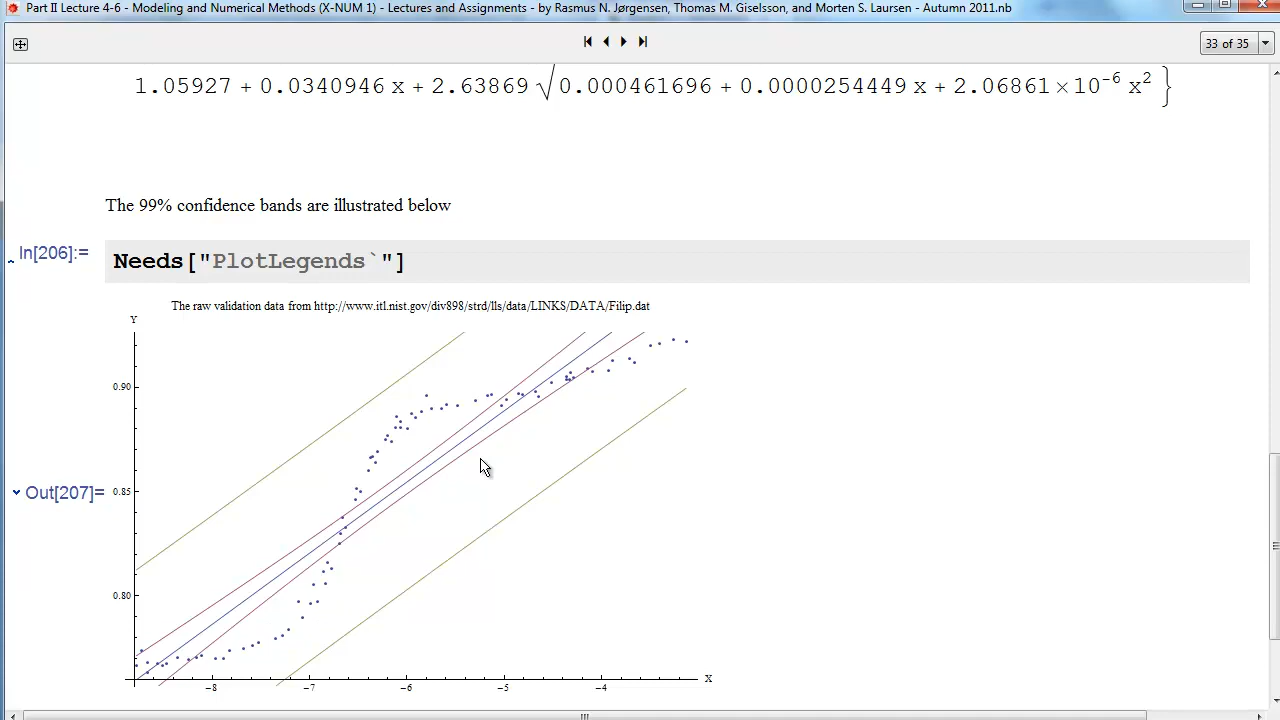 Part II Lecture 4-6 - Modeling and Numerical Methods (X-NUM 1) - Lectures and Assignments - by Rasmus N. Jørgensen, Thomas M. Giselsson, and Morten S. Laursen - Autumn 2011.nb
33 of 35
1.05927 + 0.0340946 x + 2.63869 √0.000461696 + 0.0000254449 x + 2.06861×10⁻⁶ x² }
The 99% confidence bands are illustrated below
In[206]:= Needs["PlotLegends`"]
The raw validation data from http://www.itl.nist.gov/div898/strd/lls/data/LINKS/DATA/Filip.dat
Y
0.90
Out[207]= 0.85
0.80
-8 -7 -6 -5 -4 X